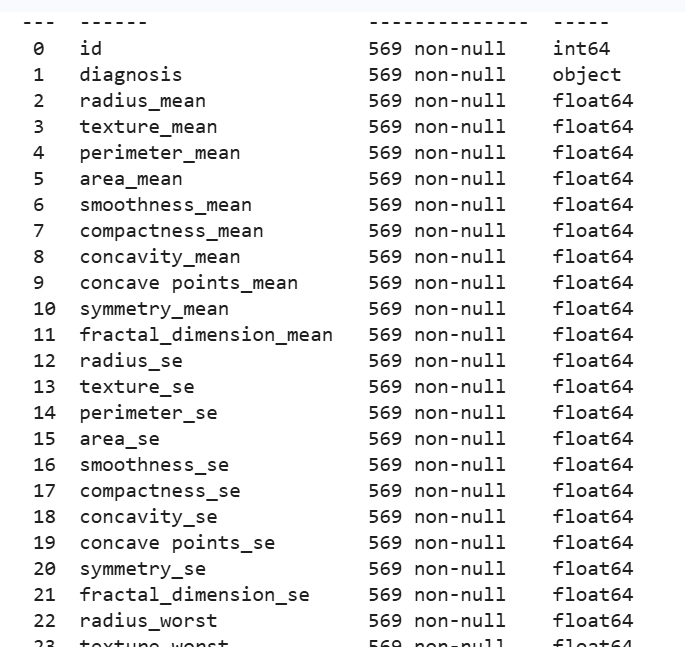 ---  ------                   --------------  -----
0   id                       569 non-null    int64
1   diagnosis                569 non-null    object
2   radius_mean              569 non-null    float64
3   texture_mean             569 non-null    float64
4   perimeter_mean           569 non-null    float64
5   area_mean                569 non-null    float64
6   smoothness_mean          569 non-null    float64
7   compactness_mean         569 non-null    float64
8   concavity_mean           569 non-null    float64
9   concave points_mean      569 non-null    float64
10  symmetry_mean            569 non-null    float64
11  fractal_dimension_mean   569 non-null    float64
12  radius_se                569 non-null    float64
13  texture_se               569 non-null    float64
14  perimeter_se             569 non-null    float64
15  area_se                  569 non-null    float64
16  smoothness_se            569 non-null    float64
17  compactness_se           569 non-null    float64
18  concavity_se             569 non-null    float64
19  concave points_se        569 non-null    float64
20  symmetry_se              569 non-null    float64
21  fractal_dimension_se     569 non-null    float64
22  radius_worst             569 non-null    float64
23  texture_worst            569 non-null    float64